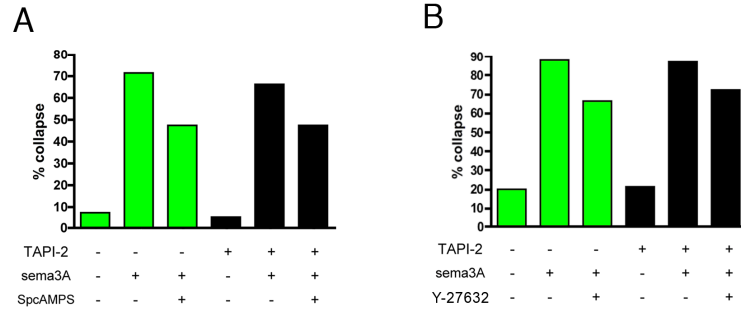 A
B
% collapse
80
70
60
50
40
30
20
10
0
TAPI-2 - - - + + +
sema3A - + + - + +
SpcAMPS - - + - - +
% collapse
90
80
70
60
50
40
30
20
10
0
TAPI-2 - - - + + +
sema3A - + + - + +
Y-27632 - - + - - +